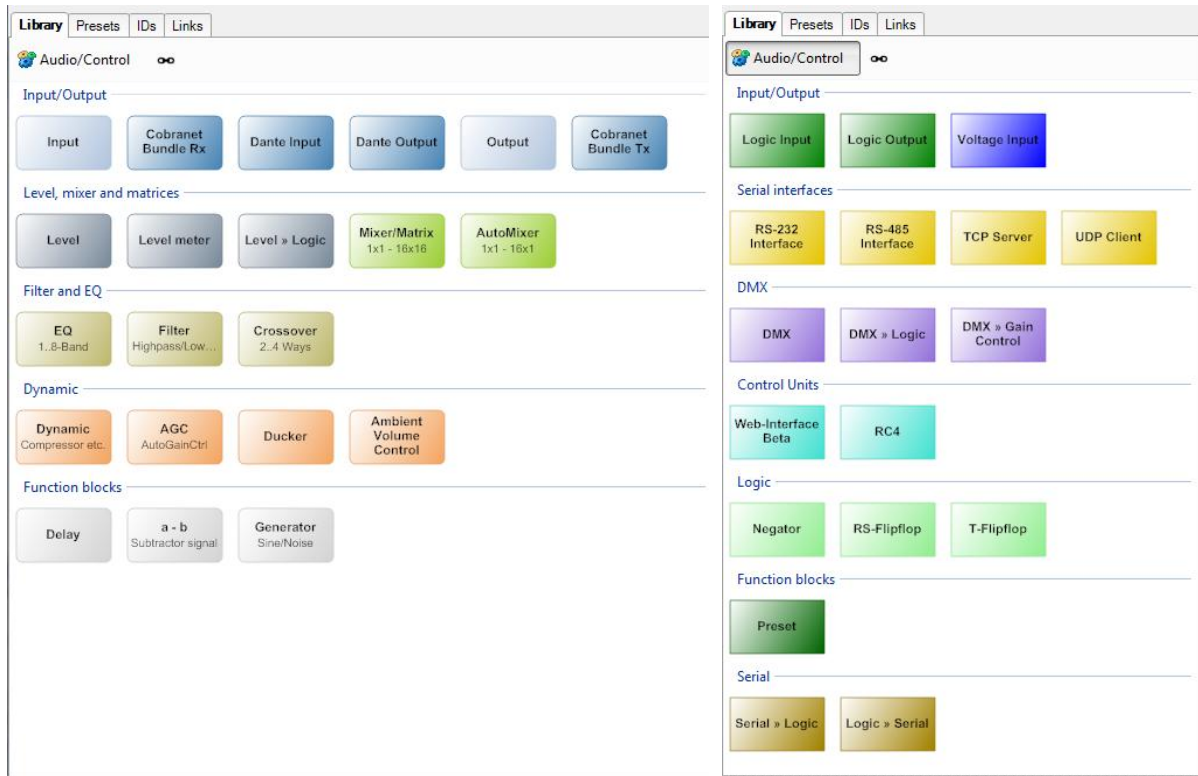 Library Presets IDs Links
Audio/Control
Input/Output
Input
Cobranet
Bundle Rx
Dante Input
Dante Output
Output
Cobranet
Bundle Tx
Level, mixer and matrices
Level
Level meter
Level » Logic
Mixer/Matrix
1x1 - 16x16
AutoMixer
1x1 - 16x1
Filter and EQ
EQ
1..8-Band
Filter
Highpass/Low...
Crossover
2..4 Ways
Dynamic
Dynamic
Compressor etc.
AGC
AutoGainCtrl
Ducker
Ambient
Volume
Control
Function blocks
Delay
a - b
Subtractor signal
Generator
Sine/Noise
Library Presets IDs Links
Audio/Control
Input/Output
Logic Input
Logic Output
Voltage Input
Serial interfaces
RS-232
Interface
RS-485
Interface
TCP Server
UDP Client
DMX
DMX
DMX » Logic
DMX » Gain
Control
Control Units
Web-Interface
Beta
RC4
Logic
Negator
RS-Flipflop
T-Flipflop
Function blocks
Preset
Serial
Serial » Logic
Logic » Serial